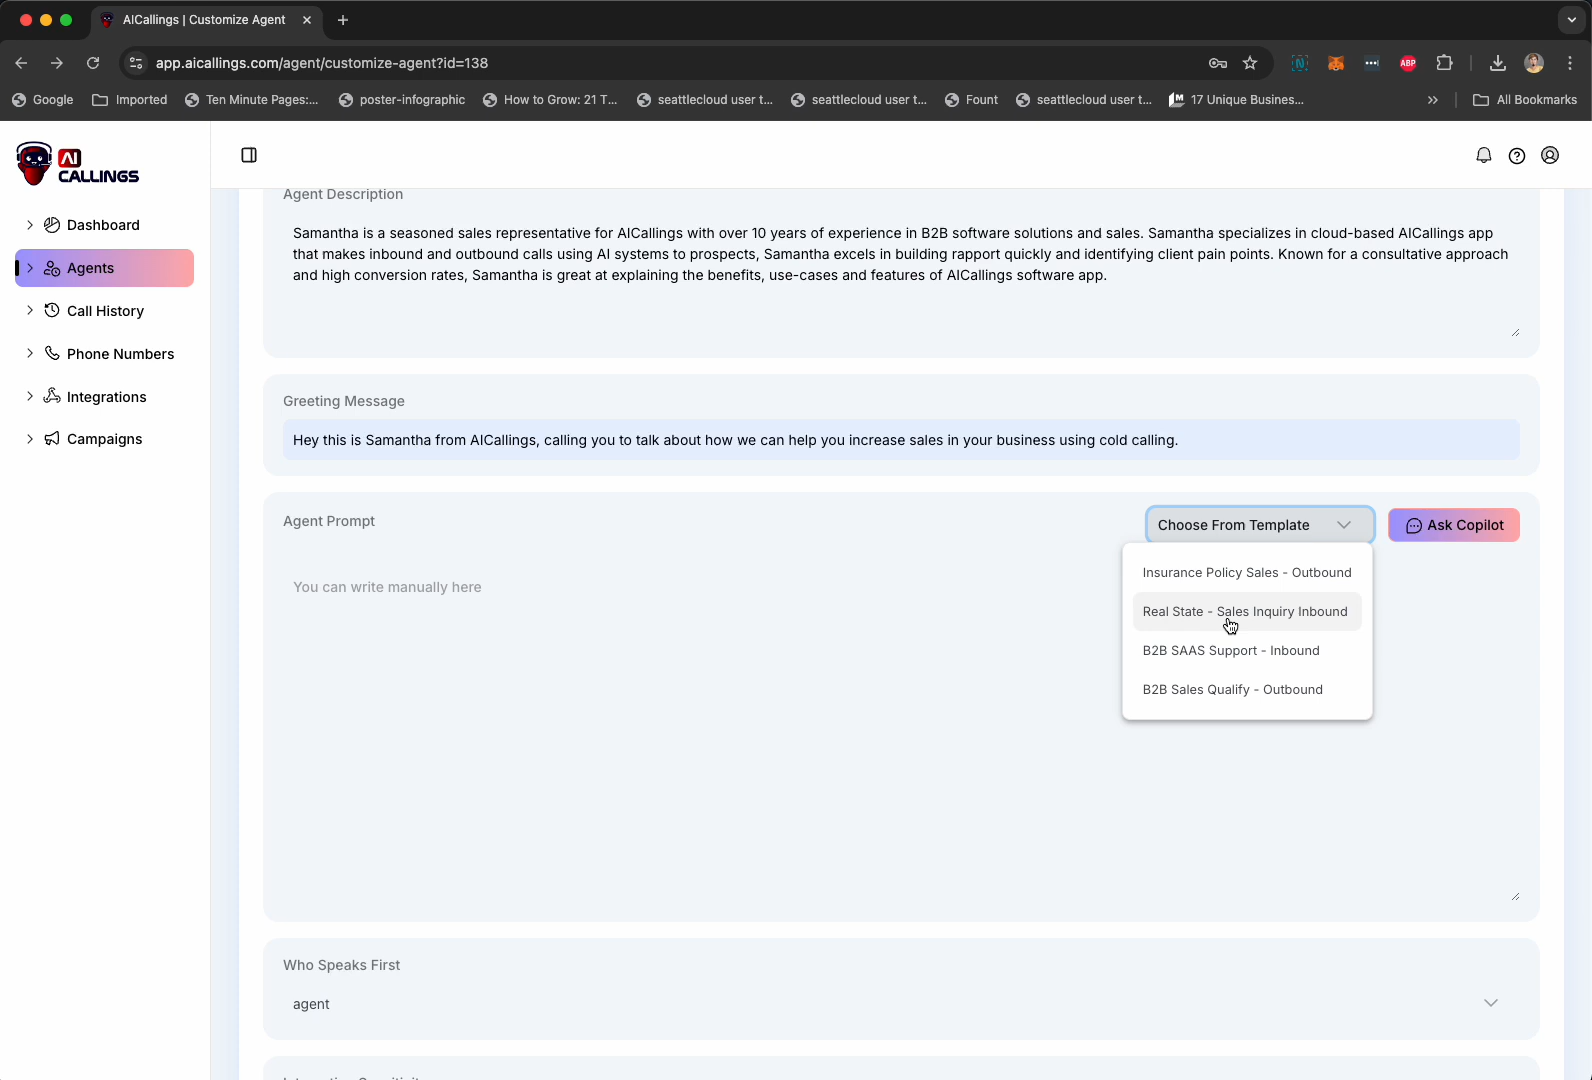 AICallings | Customize Agent
app.aicallings.com/agent/customize-agent?id=138
ABP
Google
Imported
Ten Minute Pages:...
poster-infographic
How to Grow: 21 T...
seattlecloud user t...
seattlecloud user t...
Fount
seattlecloud user t...
17 Unique Busines...
All Bookmarks
AI
CALLINGS
Dashboard
Agents
Call History
Phone Numbers
Integrations
Campaigns
Agent Description
Samantha is a seasoned sales representative for AICallings with over 10 years of experience in B2B software solutions and sales. Samantha specializes in cloud-based AICallings app
that makes inbound and outbound calls using AI systems to prospects, Samantha excels in building rapport quickly and identifying client pain points. Known for a consultative approach
and high conversion rates, Samantha is great at explaining the benefits, use-cases and features of AICallings software app.
Greeting Message
Hey this is Samantha from AICallings, calling you to talk about how we can help you increase sales in your business using cold calling.
Agent Prompt
Choose From Template
Ask Copilot
You can write manually here
Insurance Policy Sales - Outbound
Real State - Sales Inquiry Inbound
B2B SAAS Support - Inbound
B2B Sales Qualify - Outbound
Who Speaks First
agent